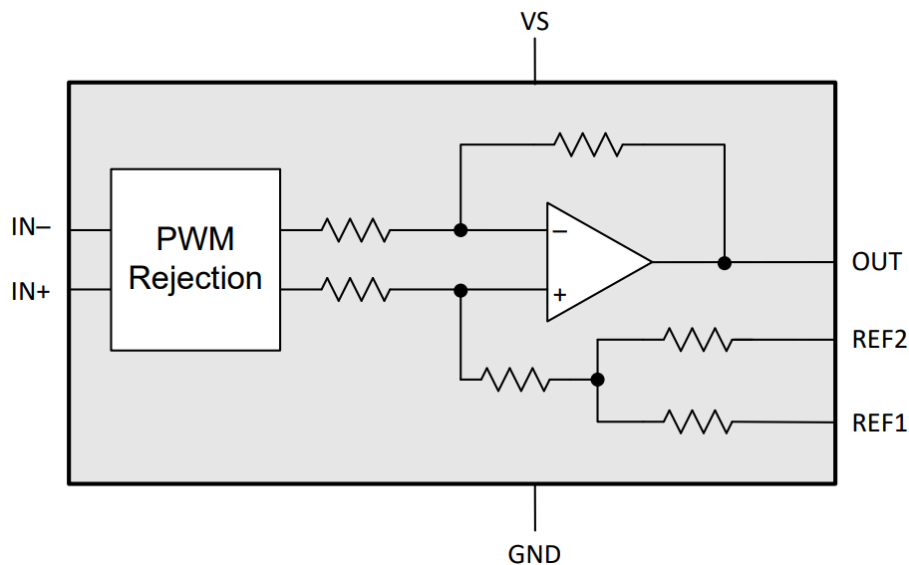 VS
IN–
IN+
PWM
Rejection
–
+
OUT
REF2
REF1
GND